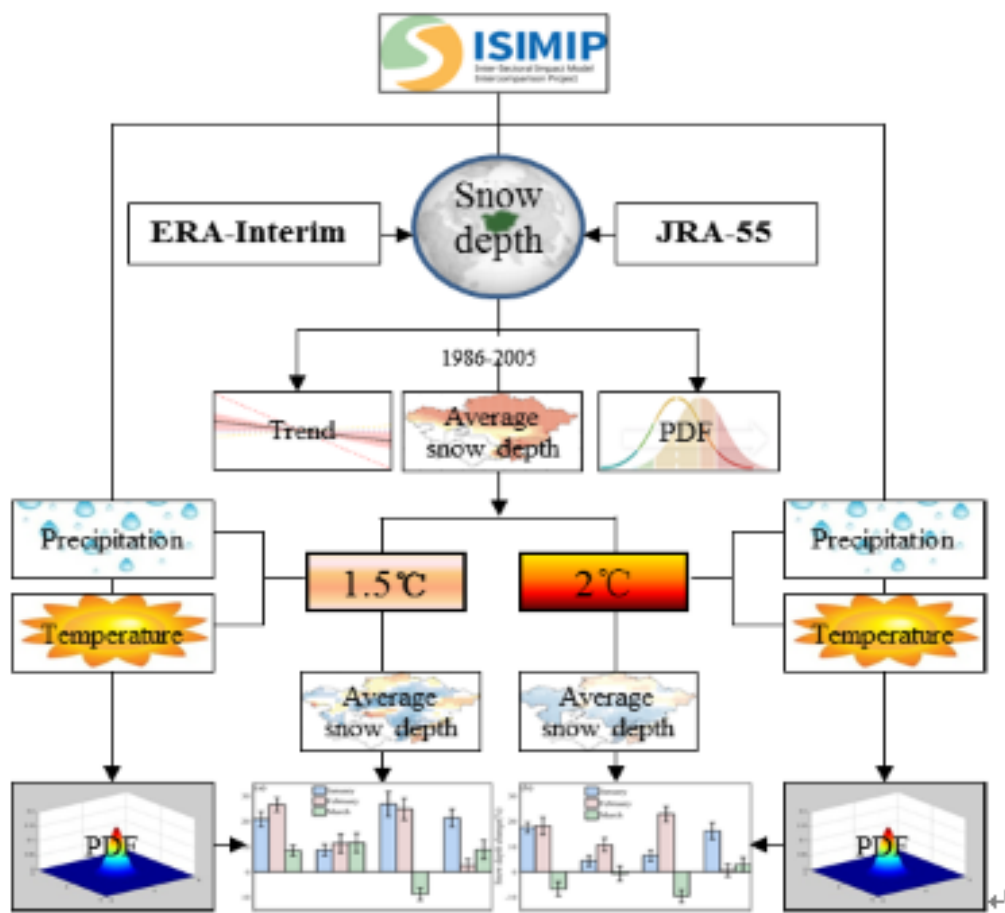 ISIMIP
Inter-Sectoral Impact Model
Intercomparison Project
Snow
depth
ERA-Interim
JRA-55
1986-2005
Trend
Average
snow depth
PDF
Precipitation
Temperature
1.5℃
2℃
Precipitation
Temperature
Average
snow depth
Average
snow depth
PDF
January
February
March
January
February
March
PDF